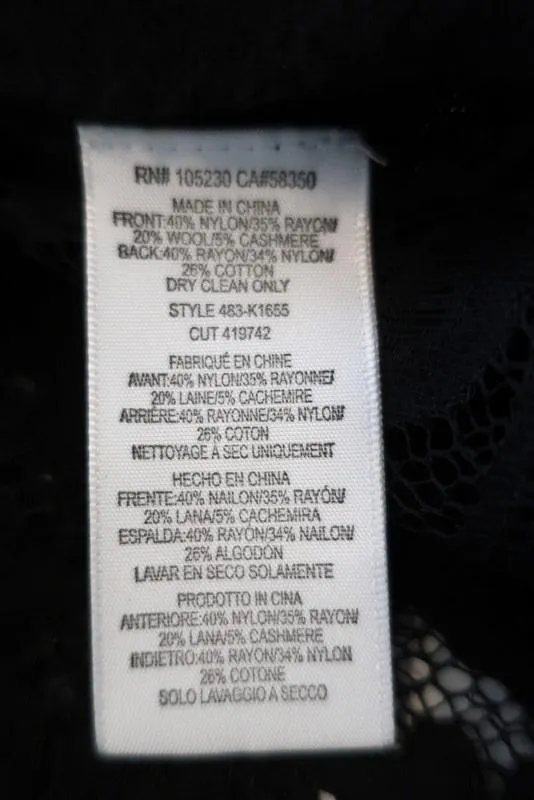 RN# 105230 CA#58350
MADE IN CHINA
FRONT:40% NYLON/35% RAYON/
20% WOOL/5% CASHMERE
BACK:40% RAYON/34% NYLON/
26% COTTON
DRY CLEAN ONLY
STYLE 483-K1655
CUT 419742
FABRIQUÉ EN CHINE
AVANT:40% NYLON/35% RAYONNE/
20% LAINE/5% CACHEMIRE
ARRIÈRE:40% RAYONNE/34% NYLON/
26% COTON
NETTOYAGE A SEC UNIQUEMENT
HECHO EN CHINA
FRENTE:40% NAILON/35% RAYÓN/
20% LANA/5% CACHEMIRA
ESPALDA:40% RAYÓN/34% NAILON/
26% ALGODÓN
LAVAR EN SECO SOLAMENTE
PRODOTTO IN CINA
ANTERIORE:40% NYLON/35% RAYON/
20% LANA/5% CASHMERE
INDIETRO:40% RAYON/34% NYLON
26% COTONE
SOLO LAVAGGIO A SECCO